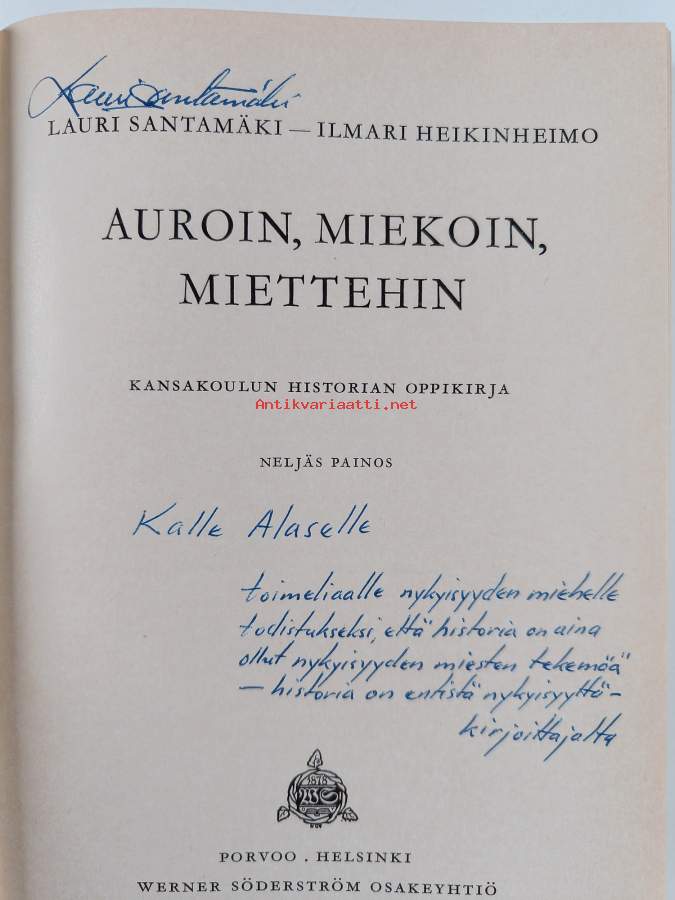 Lauri Santamäki
LAURI SANTAMÄKI — ILMARI HEIKINHEIMO
AUROIN, MIEKOIN,
MIETTEHIN
KANSAKOULUN HISTORIAN OPPIKIRJA
Antikvariaatti.net
NELJÄS PAINOS
Kalle Alaselle
toimeliaalle nykyisyyden miehelle
todistukseksi, että historia on aina
ollut nykyisyyden miesten tekemää
— historia on entistä nykyisyyttä —
kirjoittajalta
1878
WS
PORVOO . HELSINKI
WERNER SÖDERSTRÖM OSAKEYHTIÖ